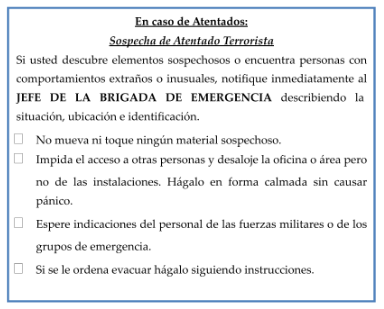 En caso de Atentados:
Sospecha de Atentado Terrorista
Si usted descubre elementos sospechosos o encuentra personas con
comportamientos extraños o inusuales, notifique inmediatamente al
JEFE DE LA BRIGADA DE EMERGENCIA describiendo la
situación, ubicación e identificación.
No mueva ni toque ningún material sospechoso.
Impida el acceso a otras personas y desaloje la oficina o área pero
no de las instalaciones. Hágalo en forma calmada sin causar
pánico.
Espere indicaciones del personal de las fuerzas militares o de los
grupos de emergencia.
Si se le ordena evacuar hágalo siguiendo instrucciones.